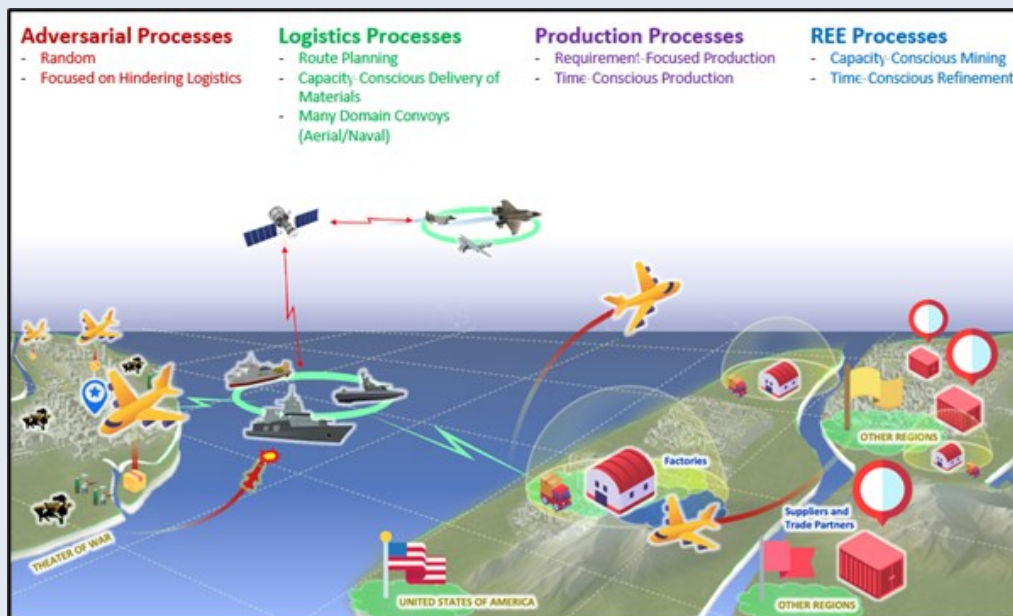 Adversarial Processes
- Random
- Focused on Hindering Logistics
Logistics Processes
- Route Planning
- Capacity-Conscious Delivery of
Materials
- Many Domain Convoys
(Aerial/Naval)
Production Processes
- Requirement-Focused Production
- Time-Conscious Production
REE Processes
- Capacity-Conscious Mining
- Time-Conscious Refinement
OTHER REGIONS
Factories
Suppliers and
Trade Partners
THEATER OF WAR
UNITED STATES OF AMERICA
OTHER REGIONS